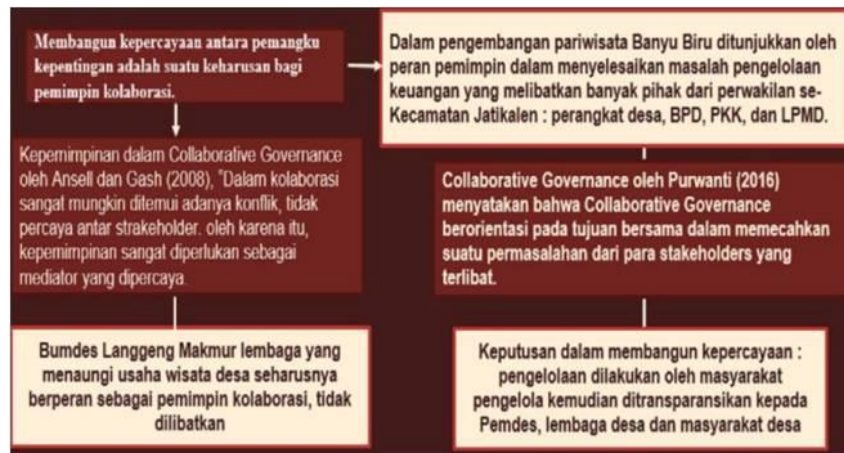 Membangun kepercayaan antara pemangku
kepentingan adalah suatu keharusan bagi
pemimpin kolaborasi.
Dalam pengembangan pariwisata Banyu Biru ditunjukkan oleh
peran pemimpin dalam menyelesaikan masalah pengelolaan
keuangan yang melibatkan banyak pihak dari perwakilan se-
Kecamatan Jatikalen : perangkat desa, BPD, PKK, dan LPMD.
Kepemimpinan dalam Collaborative Governance
oleh Ansell dan Gash (2008), "Dalam kolaborasi
sangat mungkin ditemui adanya konflik, tidak
percaya antar strakeholder. oleh karena itu,
kepemimpinan sangat diperlukan sebagai
mediator yang dipercaya.
Collaborative Governance oleh Purwanti (2016)
menyatakan bahwa Collaborative Governance
berorientasi pada tujuan bersama dalam memecahkan
suatu permasalahan dari para stakeholders yang
terlibat.
Bumdes Langgeng Makmur lembaga yang
menaungi usaha wisata desa seharusnya
berperan sebagai pemimpin kolaborasi, tidak
dilibatkan
Keputusan dalam membangun kepercayaan :
pengelolaan dilakukan oleh masyarakat
pengelola kemudian ditransparansikan kepada
Pemdes, lembaga desa dan masyarakat desa